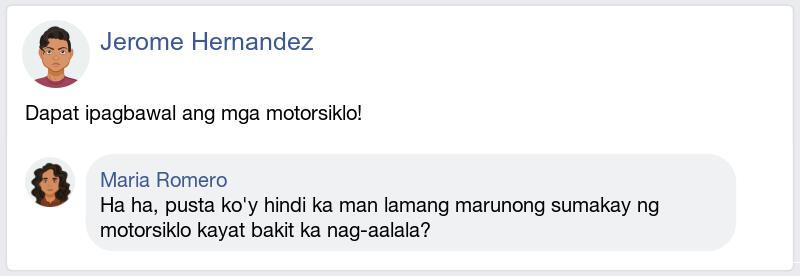 Jerome Hernandez
Dapat ipagbawal ang mga motorsiklo!
Maria Romero
Ha ha, pusta ko'y hindi ka man lamang marunong sumakay ng
motorsiklo kayat bakit ka nag-aalala?